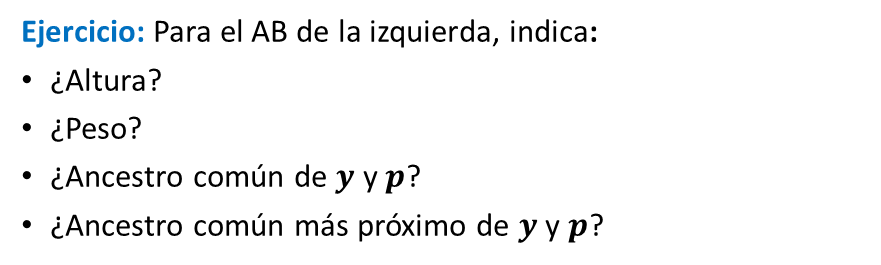 Ejercicio: Para el AB de la izquierda, indica:
• ¿Altura?
• ¿Peso?
• ¿Ancestro común de y y p?
• ¿Ancestro común más próximo de y y p?